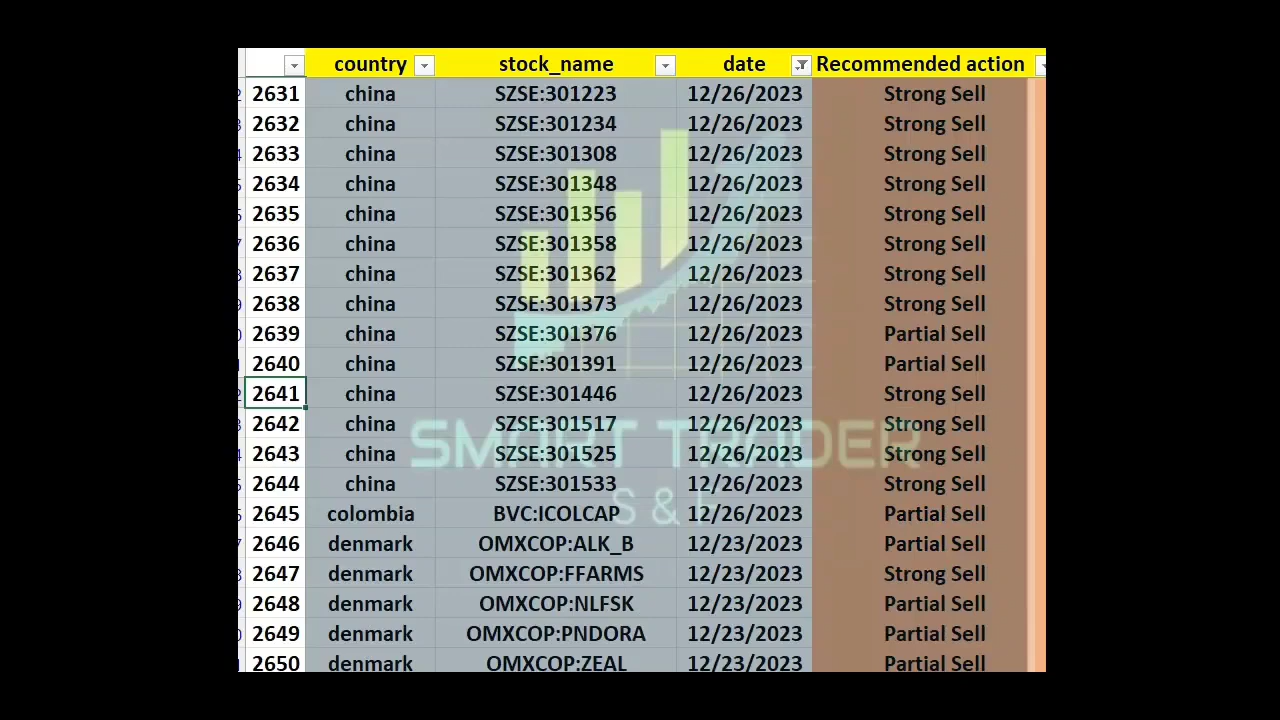 country stock_name date Recommended action
2631 china SZSE:301223 12/26/2023 Strong Sell
2632 china SZSE:301234 12/26/2023 Strong Sell
2633 china SZSE:301308 12/26/2023 Strong Sell
2634 china SZSE:301348 12/26/2023 Strong Sell
2635 china SZSE:301356 12/26/2023 Strong Sell
2636 china SZSE:301358 12/26/2023 Strong Sell
2637 china SZSE:301362 12/26/2023 Strong Sell
2638 china SZSE:301373 12/26/2023 Strong Sell
2639 china SZSE:301376 12/26/2023 Partial Sell
2640 china SZSE:301391 12/26/2023 Partial Sell
2641 china SZSE:301446 12/26/2023 Strong Sell
2642 china SZSE:301517 12/26/2023 Strong Sell
SMART TRADER
2643 china SZSE:301525 12/26/2023 Strong Sell
2644 china SZSE:301533 12/26/2023 Strong Sell
S &
2645 colombia BVC:ICOLCAP 12/26/2023 Partial Sell
2646 denmark OMXCOP:ALK_B 12/23/2023 Partial Sell
2647 denmark OMXCOP:FFARMS 12/23/2023 Strong Sell
2648 denmark OMXCOP:NLFSK 12/23/2023 Partial Sell
2649 denmark OMXCOP:PNDORA 12/23/2023 Partial Sell
2650 denmark OMXCOP:ZEAL 12/23/2023 Partial Sell